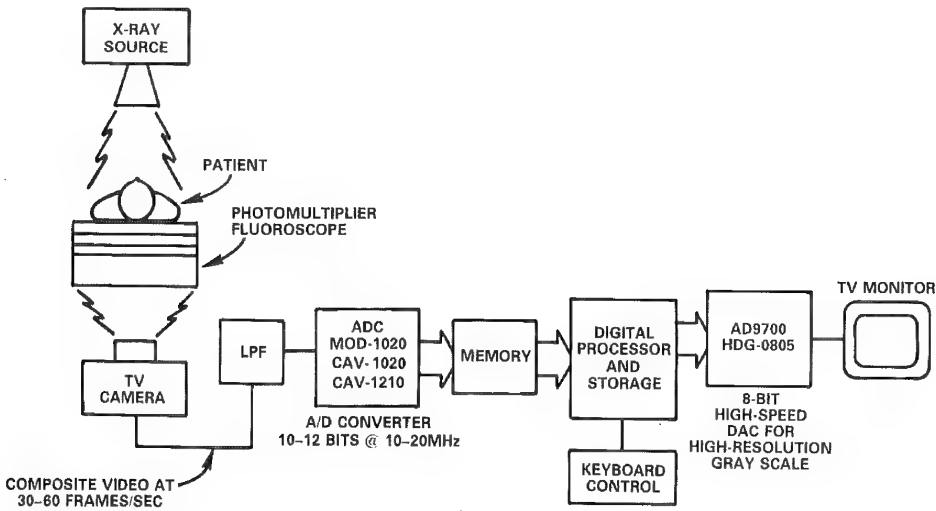 X-RAY
SOURCE
PATIENT
PHOTOMULTIPLIER
FLUOROSCOPE
TV
CAMERA
COMPOSITE VIDEO AT
30–60 FRAMES/SEC
LPF
ADC
MOD-1020
CAV-1020
CAV-1210
A/D CONVERTER
10–12 BITS @ 10–20MHz
MEMORY
DIGITAL
PROCESSOR
AND
STORAGE
KEYBOARD
CONTROL
AD9700
HDG-0805
8-BIT
HIGH-SPEED
DAC FOR
HIGH-RESOLUTION
GRAY SCALE
TV MONITOR